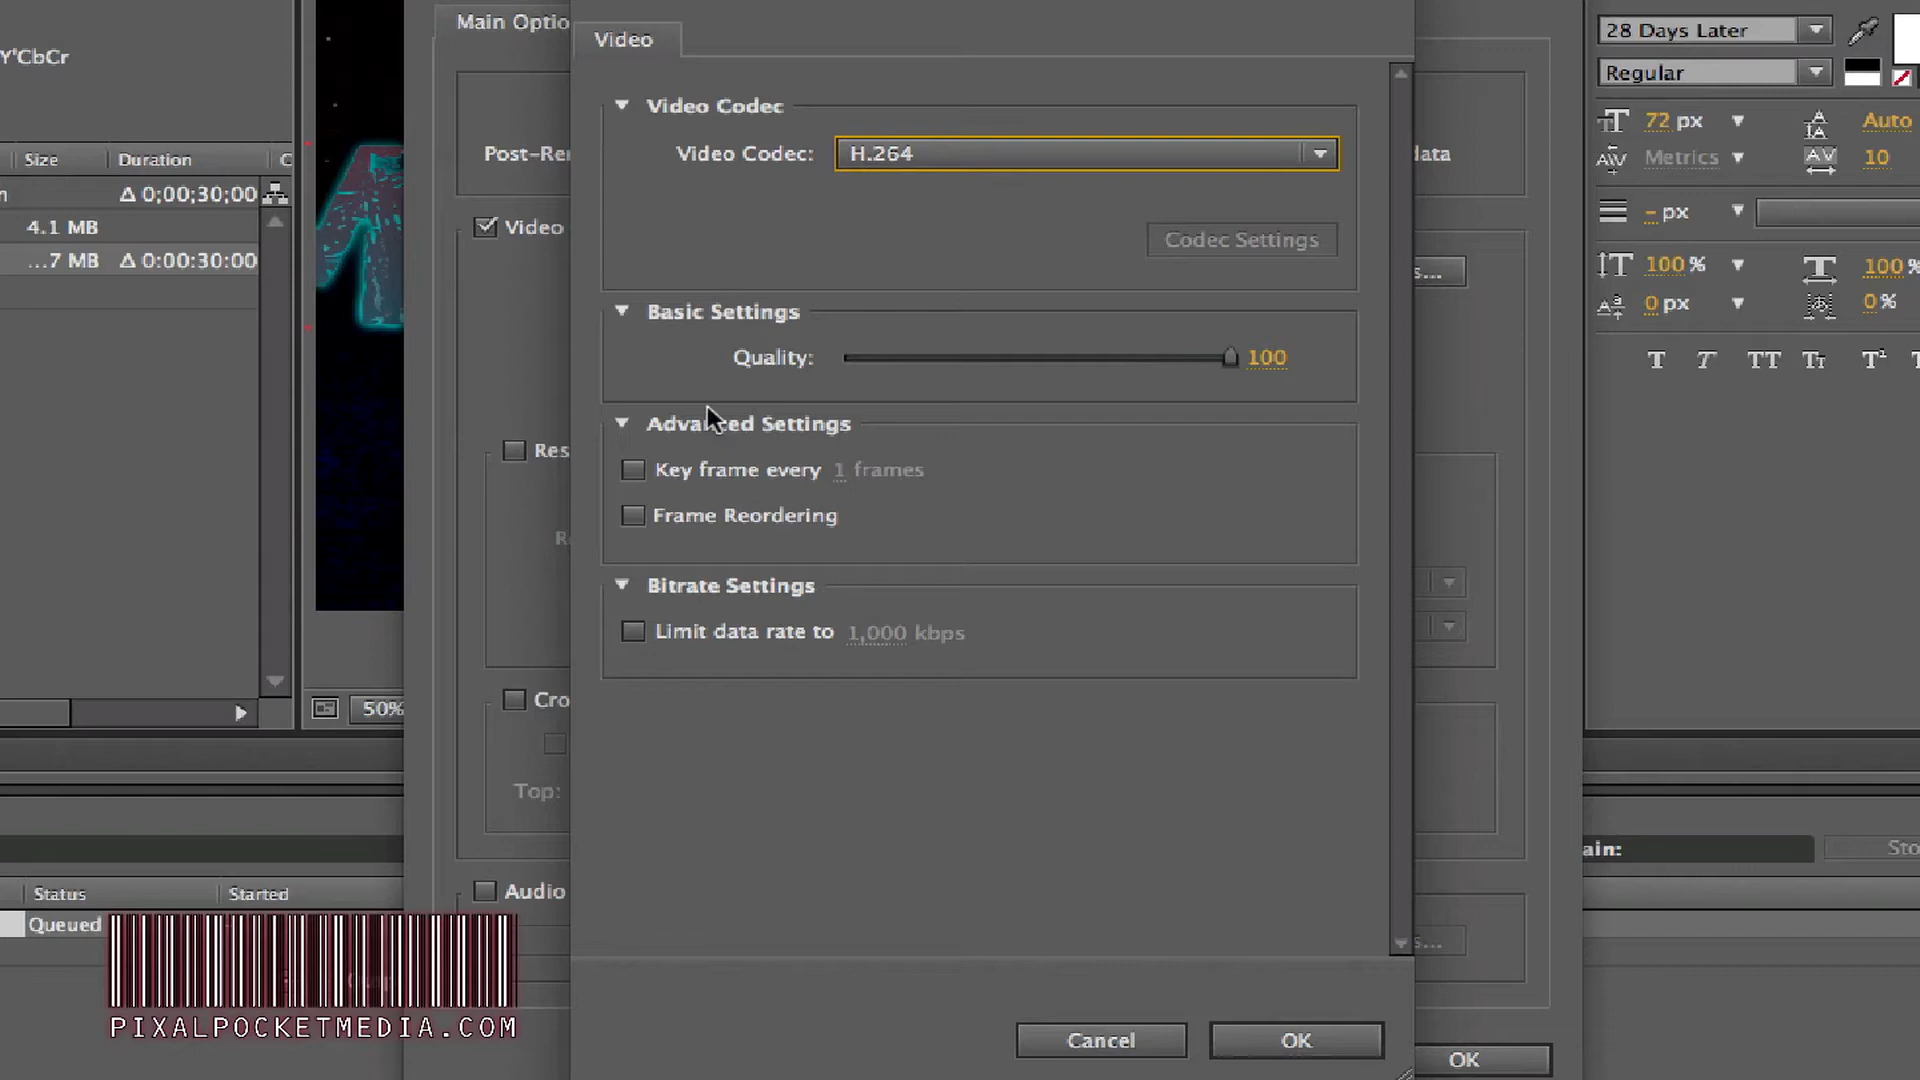 Main Optio
Video
28 Days Later
Y'CbCr
Regular
Video Codec
72 px
Auto
Post-Re
Video Codec: H.264
data
Metrics
10
Size Duration C
Δ 0;00;30;00
4.1 MB
Video
- px
Codec Settings
...7 MB Δ 0:00:30:00
s...
100 %
100 %
Basic Settings
0 px
0 %
Quality: 100
T T TT Tt T¹
Advanced Settings
Res
Key frame every 1 frames
Frame Reordering
R
Bitrate Settings
Limit data rate to 1,000 kbps
50%
Cro
Top:
ain:
Sto
Status Started
Audio
Queued
s...
PIXALPOCKETMEDIA.COM
Cancel OK
OK